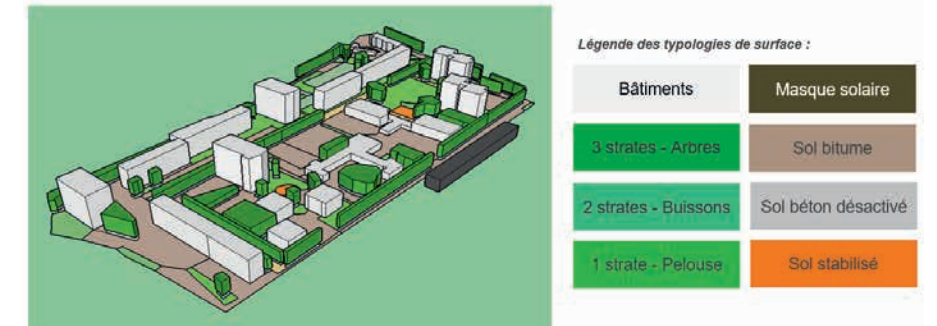 Légende des typologies de surface :
Bâtiments
Masque solaire
3 strates - Arbres
Sol bitume
2 strates - Buissons
Sol béton désactivé
1 strate - Pelouse
Sol stabilisé